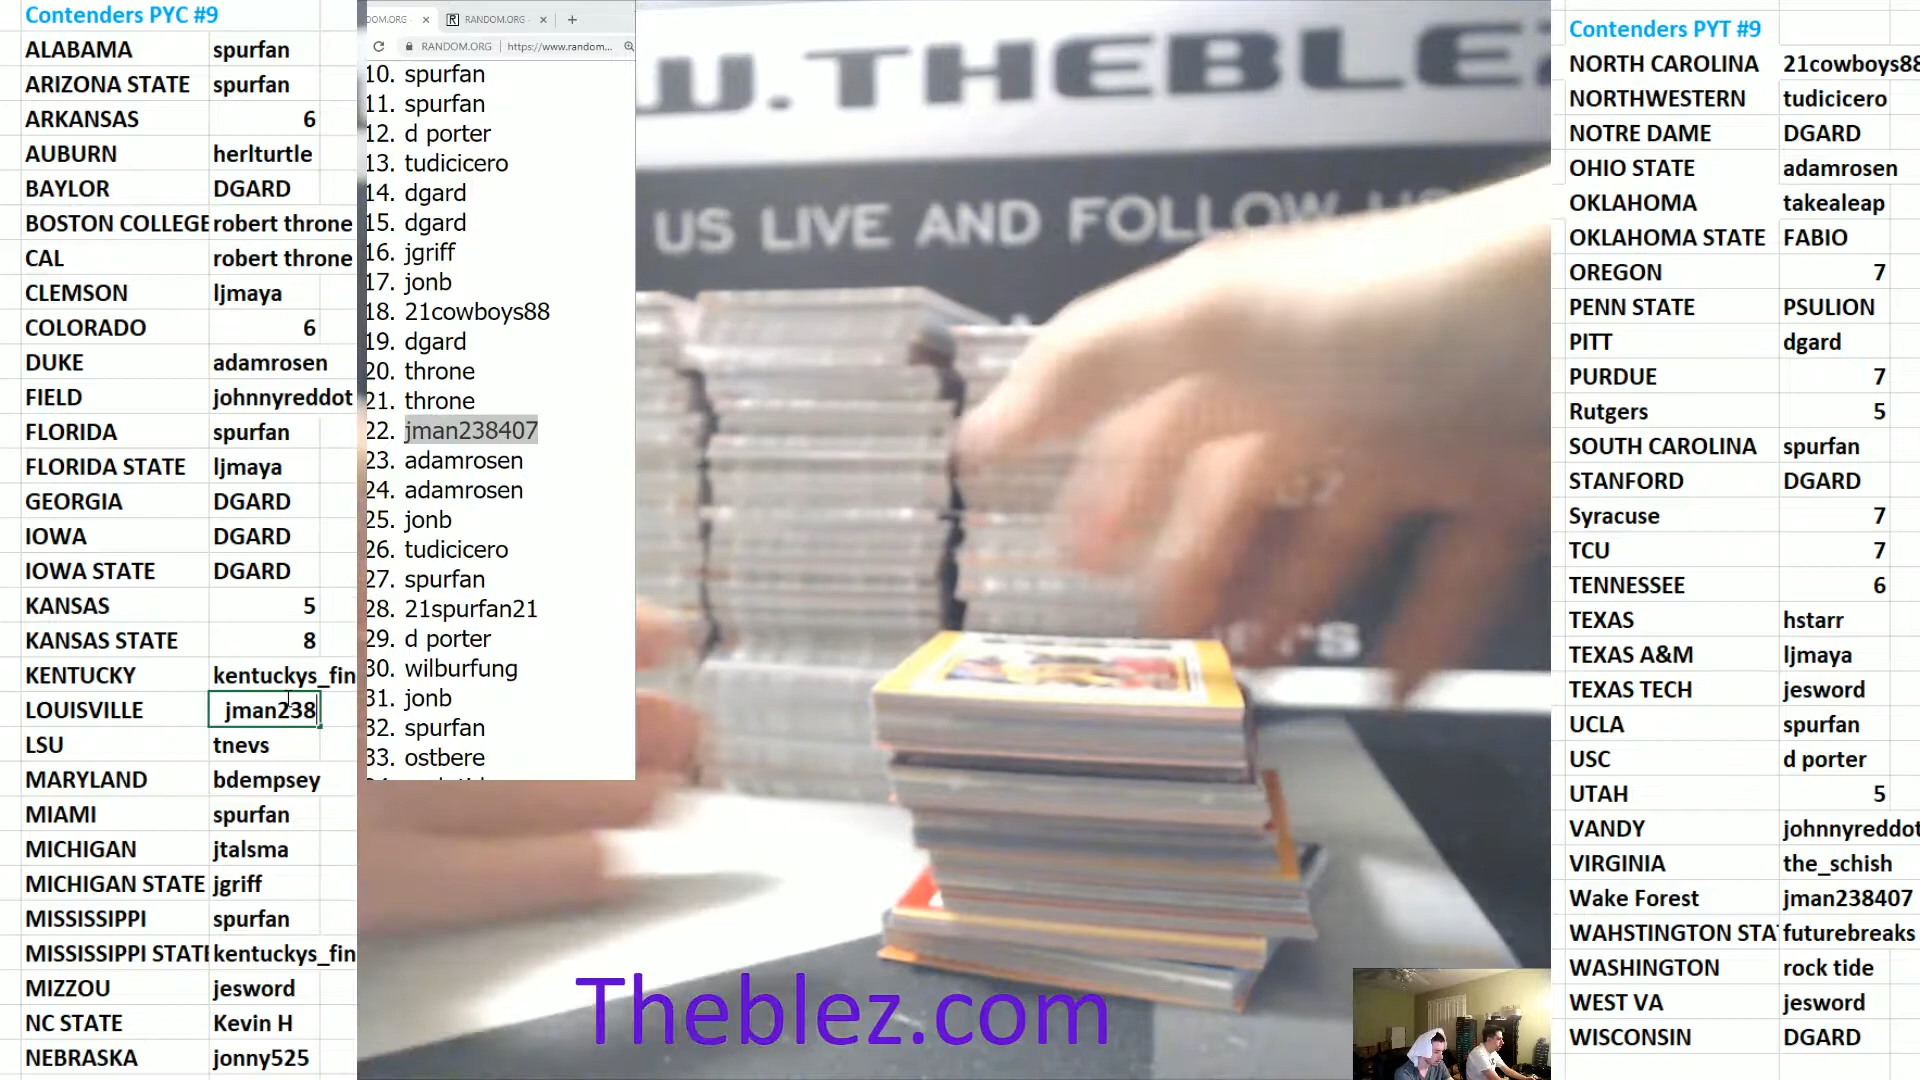 Contenders PYC #9
ALABAMA spurfan
ARIZONA STATE spurfan
ARKANSAS 6
AUBURN herlturtle
BAYLOR DGARD
BOSTON COLLEGE robert throne
CAL robert throne
CLEMSON ljmaya
COLORADO 6
DUKE adamrosen
FIELD johnnyreddot
FLORIDA spurfan
FLORIDA STATE ljmaya
GEORGIA DGARD
IOWA DGARD
IOWA STATE DGARD
KANSAS 5
KANSAS STATE 8
KENTUCKY kentuckys_fin
LOUISVILLE jman238
LSU tnevs
MARYLAND bdempsey
MIAMI spurfan
MICHIGAN jtalsma
MICHIGAN STATE jgriff
MISSISSIPPI spurfan
MISSISSIPPI STATE kentuckys_fin
MIZZOU jesword
NC STATE Kevin H
NEBRASKA jonny525
DOM.ORG
RANDOM.ORG
RANDOM.ORG https://www.random...
10. spurfan
11. spurfan
12. d porter
13. tudicicero
14. dgard
15. dgard
16. jgriff
17. jonb
18. 21cowboys88
19. dgard
20. throne
21. throne
22. jman238407
23. adamrosen
24. adamrosen
25. jonb
26. tudicicero
27. spurfan
28. 21spurfan21
29. d porter
30. wilburfung
31. jonb
32. spurfan
33. ostbere
W.THEBLEZ
US LIVE AND FOLLOW US
Theblez.com
Contenders PYT #9
NORTH CAROLINA 21cowboys88
NORTHWESTERN tudicicero
NOTRE DAME DGARD
OHIO STATE adamrosen
OKLAHOMA takealeap
OKLAHOMA STATE FABIO
OREGON 7
PENN STATE PSULION
PITT dgard
PURDUE 7
Rutgers 5
SOUTH CAROLINA spurfan
STANFORD DGARD
Syracuse 7
TCU 7
TENNESSEE 6
TEXAS hstarr
TEXAS A&M ljmaya
TEXAS TECH jesword
UCLA spurfan
USC d porter
UTAH 5
VANDY johnnyreddot
VIRGINIA the_schish
Wake Forest jman238407
WAHSTINGTON STA futurebreaks
WASHINGTON rock tide
WEST VA jesword
WISCONSIN DGARD